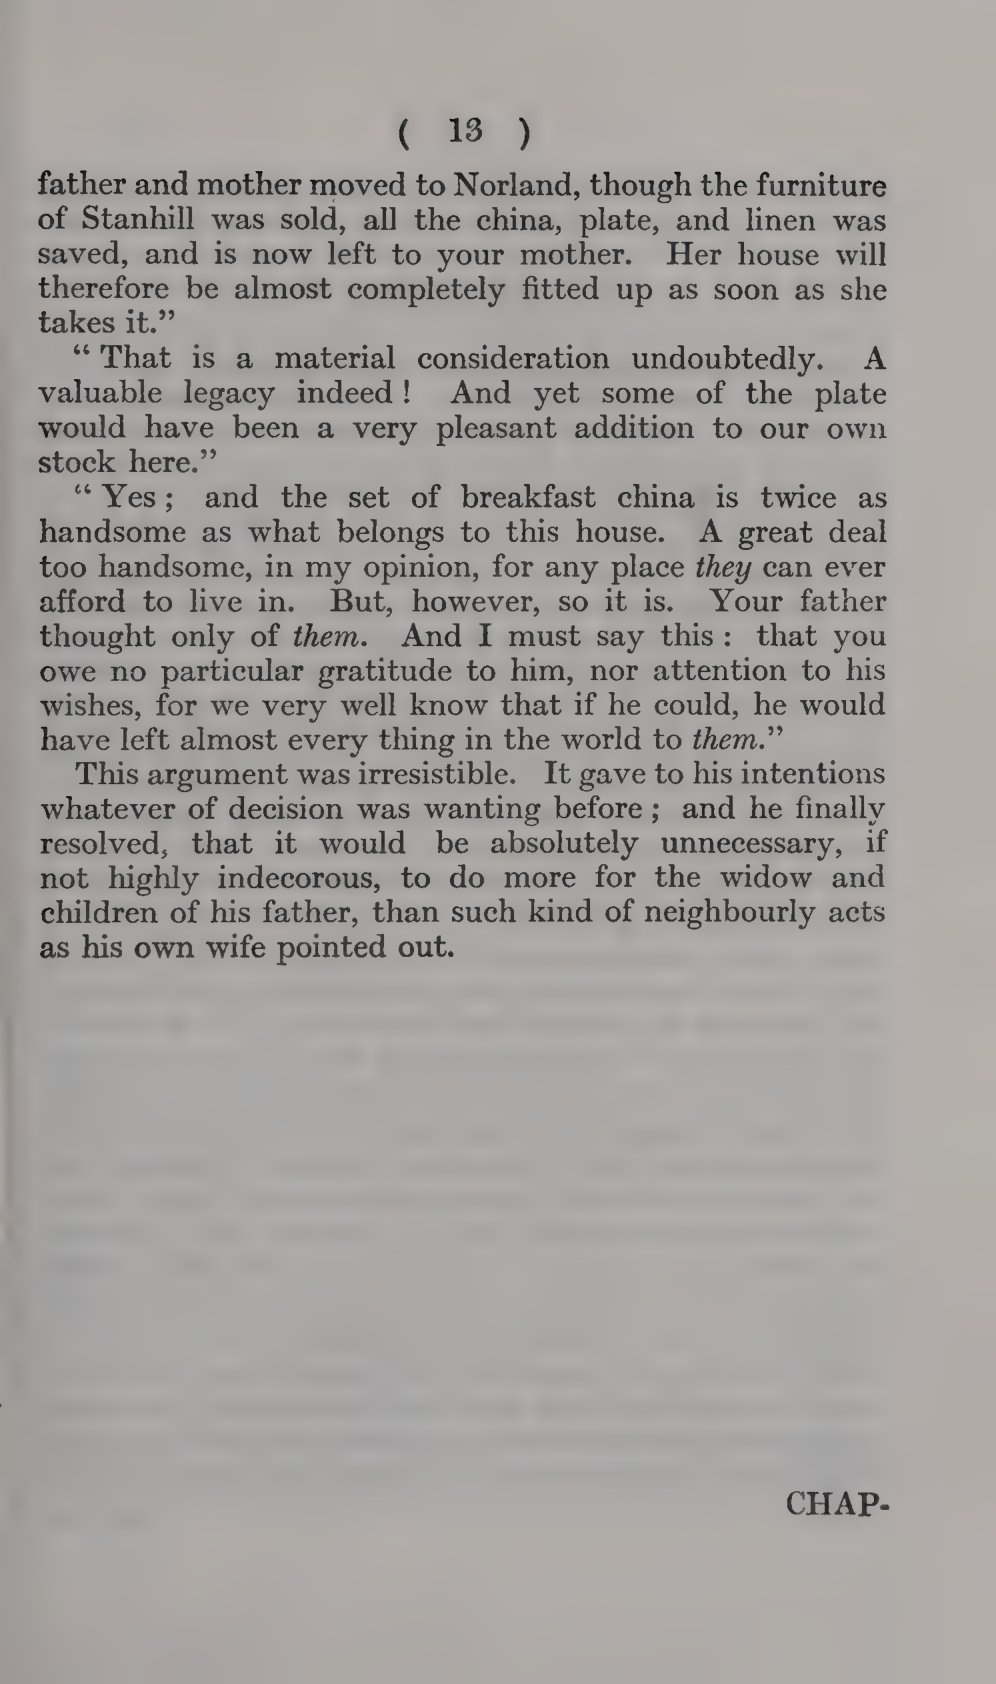 ( 13 )
father and mother moved to Norland, though the furniture
of Stanhill was sold, all the china, plate, and linen was
saved, and is now left to your mother. Her house will
therefore be almost completely fitted up as soon as she
takes it.”
“ That is a material consideration undoubtedly. A
valuable legacy indeed ! And yet some of the plate
would have been a very pleasant addition to our own
stock here.”
“ Yes ; and the set of breakfast china is twice as
handsome as what belongs to this house. A great deal
too handsome, in my opinion, for any place they can ever
afford to live in. But, however, so it is. Your father
thought only of them. And I must say this : that you
owe no particular gratitude to him, nor attention to his
wishes, for we very well know that if he could, he would
have left almost every thing in the world to them.”
This argument was irresistible. It gave to his intentions
whatever of decision was wanting before ; and he finally
resolved, that it would be absolutely unnecessary, if
not highly indecorous, to do more for the widow and
children of his father, than such kind of neighbourly acts
as his own wife pointed out.
CHAP-